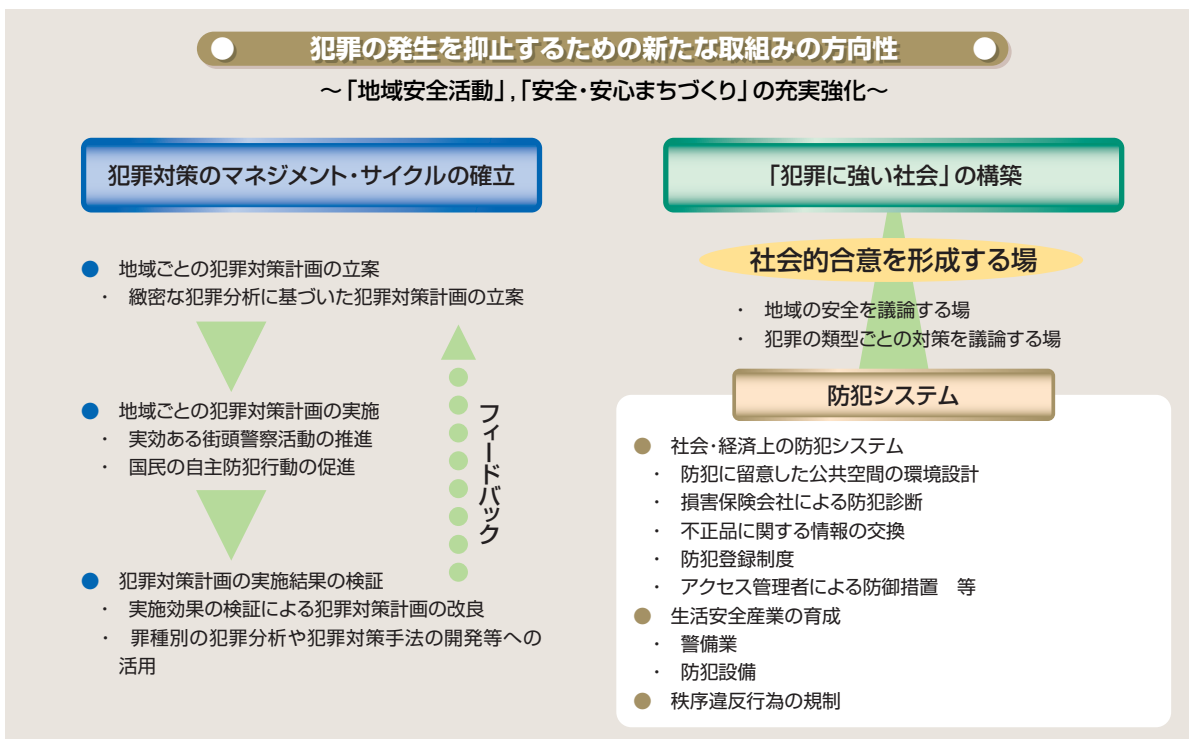 犯罪の発生を抑止するための新たな取組みの方向性
～「地域安全活動」,「安全・安心まちづくり」の充実強化～
犯罪対策のマネジメント・サイクルの確立
● 地域ごとの犯罪対策計画の立案
・ 緻密な犯罪分析に基づいた犯罪対策計画の立案
● 地域ごとの犯罪対策計画の実施
・ 実効ある街頭警察活動の推進
・ 国民の自主防犯行動の促進
● 犯罪対策計画の実施結果の検証
・ 実施効果の検証による犯罪対策計画の改良
・ 罪種別の犯罪分析や犯罪対策手法の開発等への
活用
フィードバック
「犯罪に強い社会」の構築
社会的合意を形成する場
・ 地域の安全を議論する場
・ 犯罪の類型ごとの対策を議論する場
防犯システム
● 社会・経済上の防犯システム
・ 防犯に留意した公共空間の環境設計
・ 損害保険会社による防犯診断
・ 不正品に関する情報の交換
・ 防犯登録制度
・ アクセス管理者による防御措置　等
● 生活安全産業の育成
・ 警備業
・ 防犯設備
● 秩序違反行為の規制